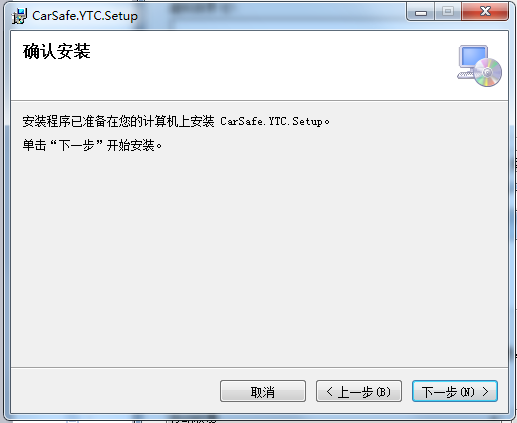 CarSafe.YTC.Setup
确认安装
安装程序已准备在您的计算机上安装 CarSafe.YTC.Setup。
单击“下一步”开始安装。
取消
< 上一步(B)
下一步(N) >